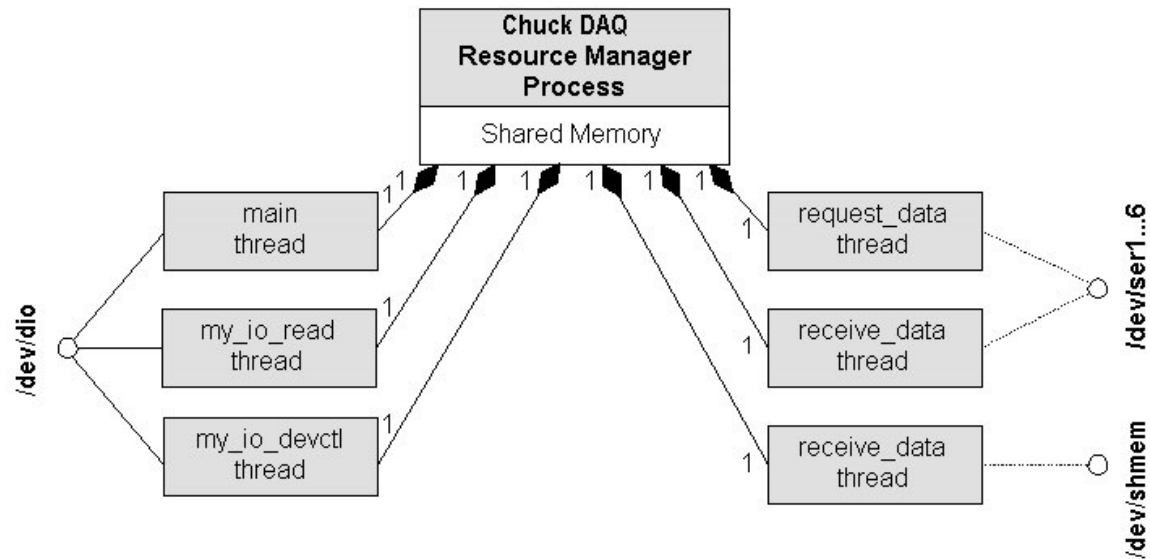 Chuck DAQ
Resource Manager
Process
Shared Memory
1
1
1
1
1
1
1
main
thread
request_data
thread
1
my_io_read
thread
1
receive_data
thread
1
my_io_devctl
thread
1
receive_data
thread
1
/dev/dio
/dev/ser1...6
/dev/shmem